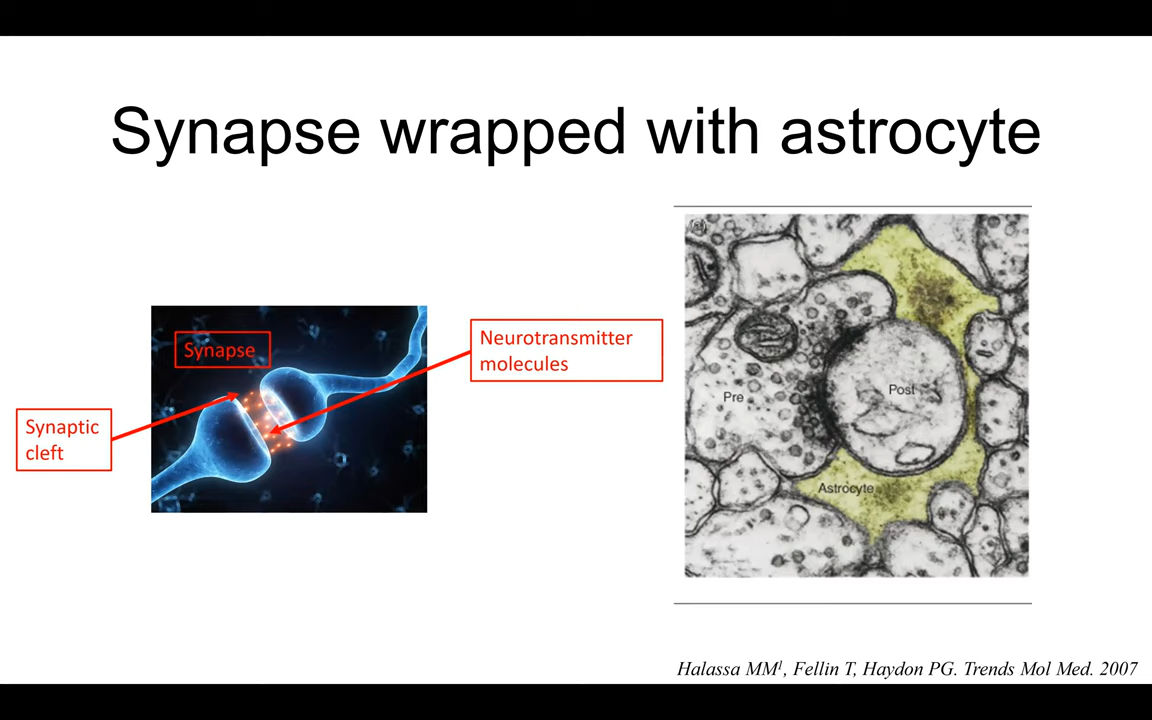 Synapse wrapped with astrocyte
Synapse
Synaptic
cleft
Neurotransmitter
molecules
(a)
Pre
Post
Astrocyte
Halassa MM¹, Fellin T, Haydon PG. Trends Mol Med. 2007